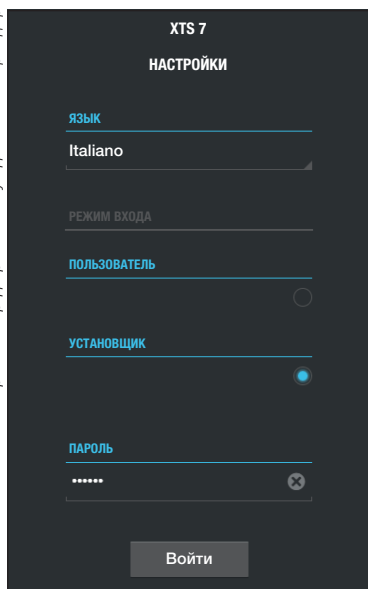 XTS 7
НАСТРОЙКИ
ЯЗЫК
Italiano
РЕЖИМ ВХОДА
ПОЛЬЗОВАТЕЛЬ
УСТАНОВЩИК
ПАРОЛЬ
••••••
Войти